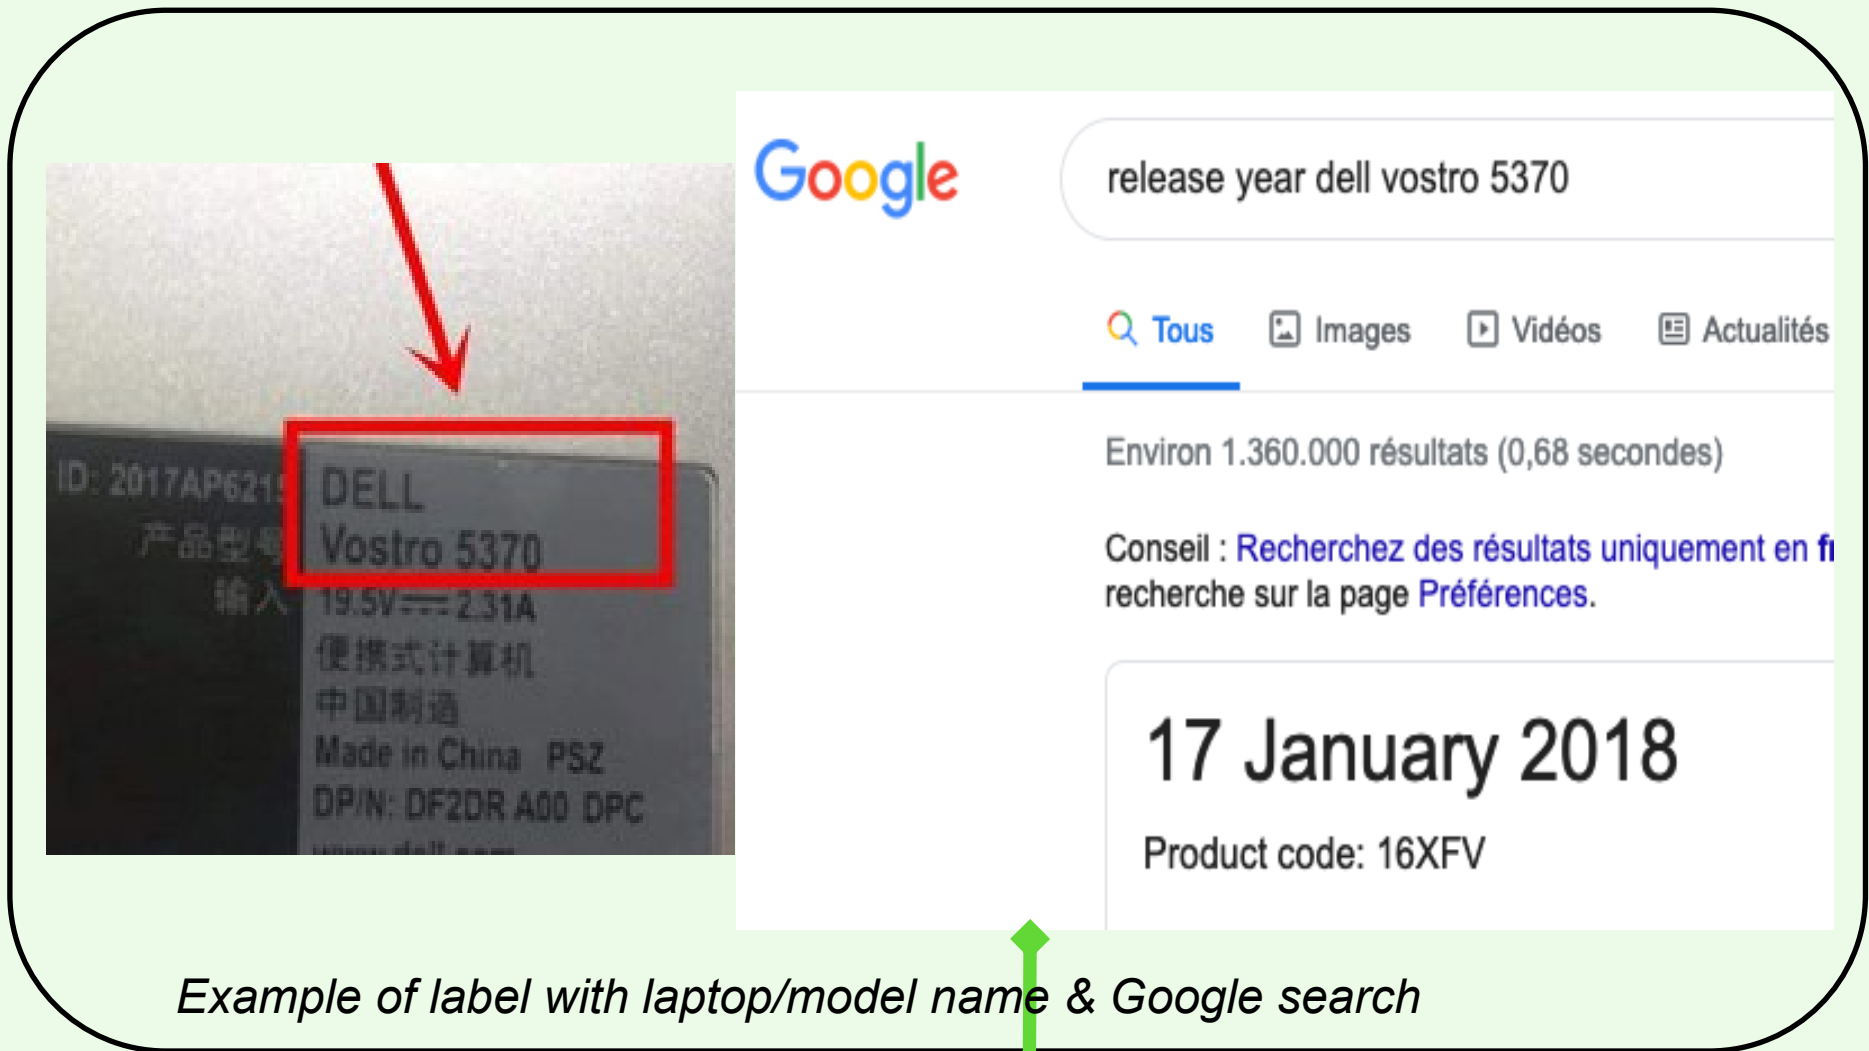 ID: 2017AP6215
产品型号
输入
DELL
Vostro 5370
19.5V 2.31A
便携式计算机
中国制造
Made in China PSZ
DP/N: DF2DR A00 DPC
www.dell.com
Google
release year dell vostro 5370
Tous Images Vidéos Actualités
Environ 1.360.000 résultats (0,68 secondes)
Conseil : Recherchez des résultats uniquement en
recherche sur la page Préférences.
17 January 2018
Product code: 16XFV
Example of label with laptop/model name & Google search